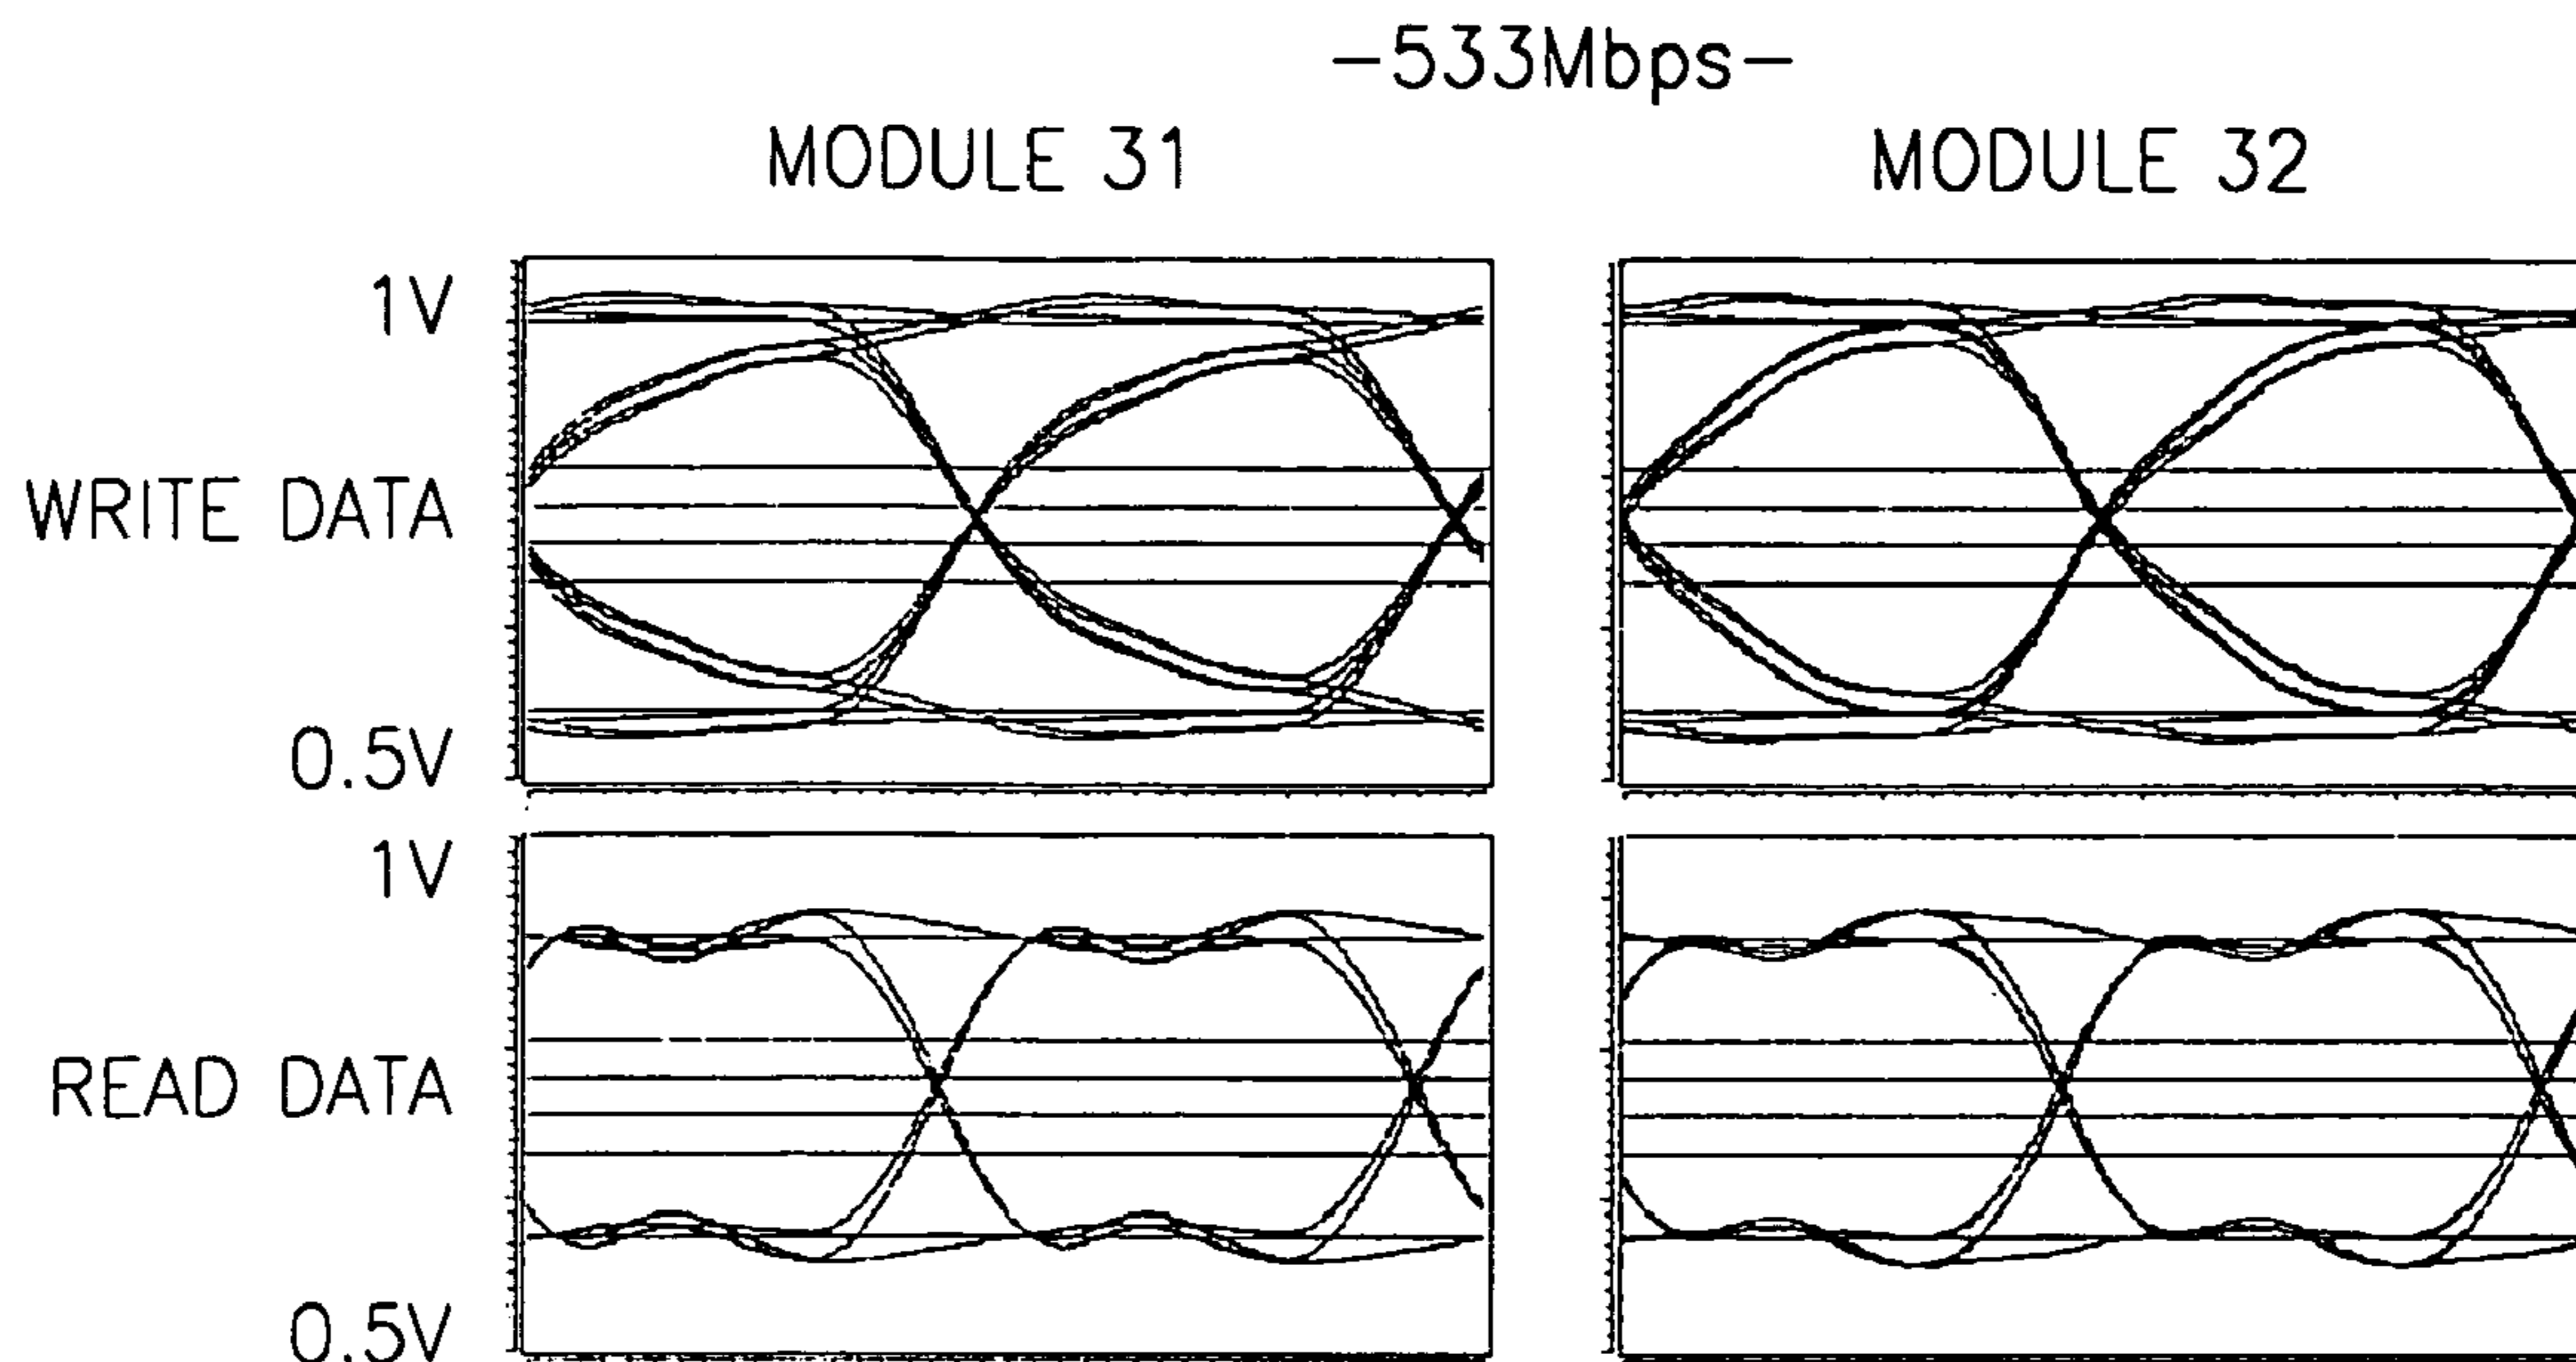 -533Mbps-
MODULE 31 MODULE 32
1V
WRITE DATA
0.5V
1V
READ DATA
0.5V